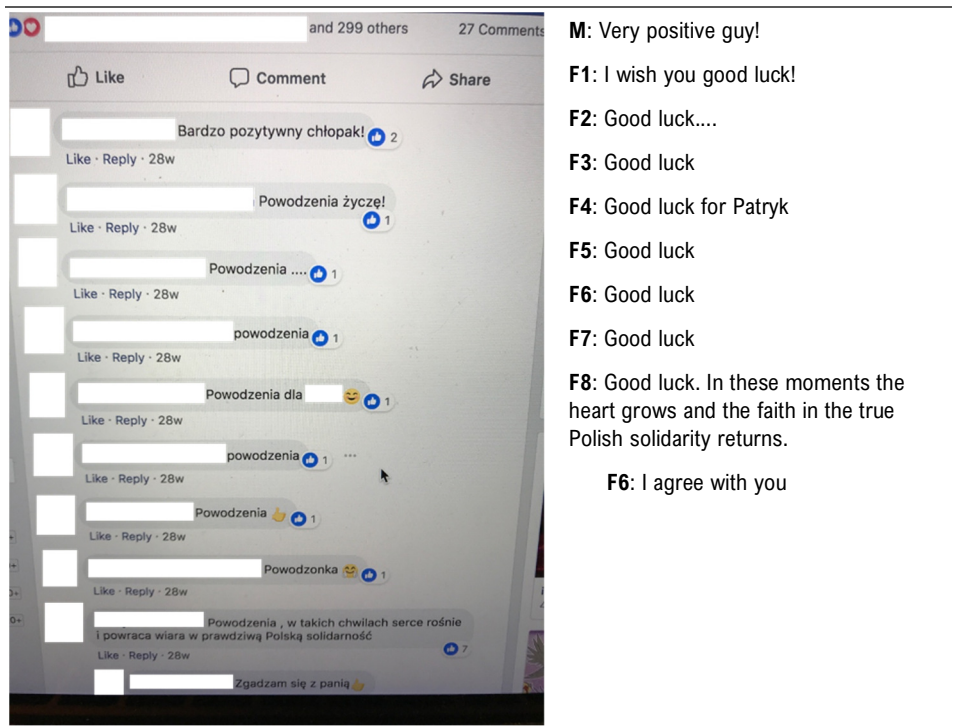 and 299 others 27 Comments
Like Comment Share
Bardzo pozytywny chłopak! 2
Like · Reply · 28w
Powodzenia życzę!
1
Like · Reply · 28w
Powodzenia .... 1
Like · Reply · 28w
powodzenia 1
Like · Reply · 28w
Powodzenia dla 😄 1
Like · Reply · 28w
powodzenia 1 ...
Like · Reply · 28w
Powodzenia 👍 1
Like · Reply · 28w
Powodzonka 🤗 1
Like · Reply · 28w
Powodzenia , w takich chwilach serce rośnie
i powraca wiara w prawdziwą Polską solidarność
7
Like · Reply · 28w
Zgadzam się z panią 👍
M: Very positive guy!
F1: I wish you good luck!
F2: Good luck....
F3: Good luck
F4: Good luck for Patryk
F5: Good luck
F6: Good luck
F7: Good luck
F8: Good luck. In these moments the
heart grows and the faith in the true
Polish solidarity returns.
F6: I agree with you